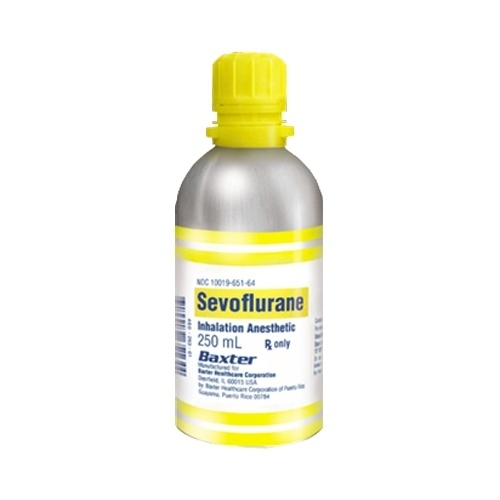 NDC 10019-651-64
Sevoflurane
Inhalation Anesthetic
250 mL ℞ only
Baxter
Manufactured for
Baxter Healthcare Corporation
Deerfield, IL 60015 USA
by Baxter Healthcare Corporation of Puerto Rico
Guayama, Puerto Rico 00784